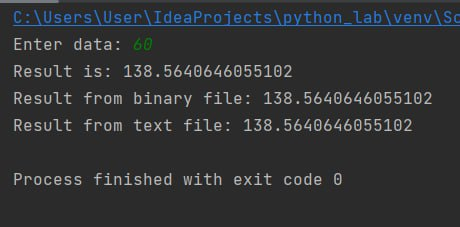 C:\Users\User\IdeaProjects\python_lab\venv\Sc
Enter data: 60
Result is: 138.5640646055102
Result from binary file: 138.5640646055102
Result from text file: 138.5640646055102
Process finished with exit code 0